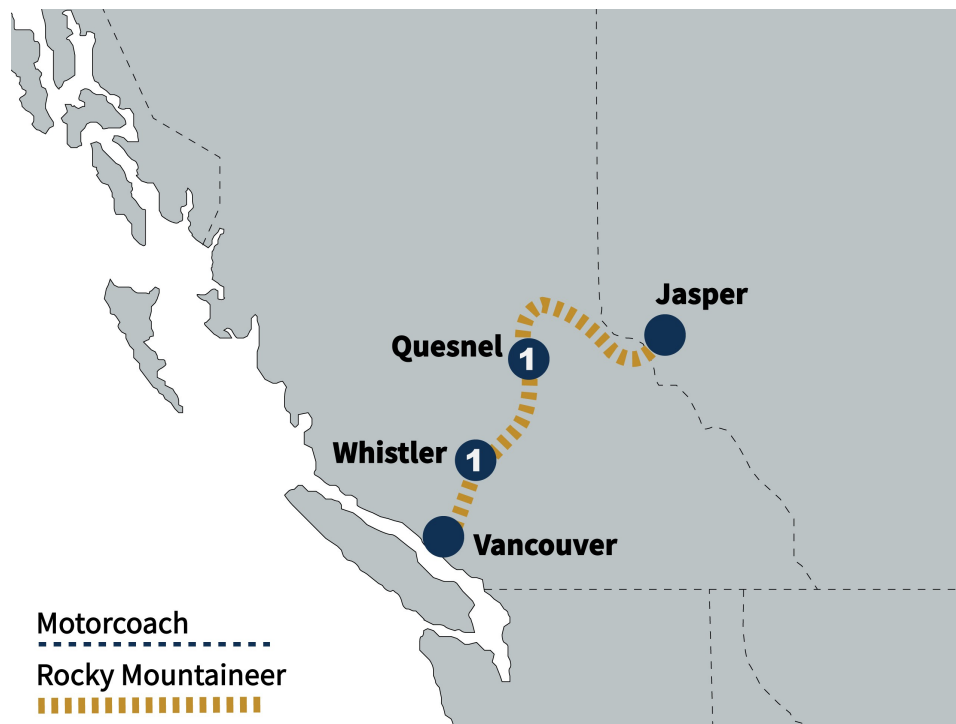 Jasper
Quesnel
1
Whistler
1
Vancouver
Motorcoach
Rocky Mountaineer